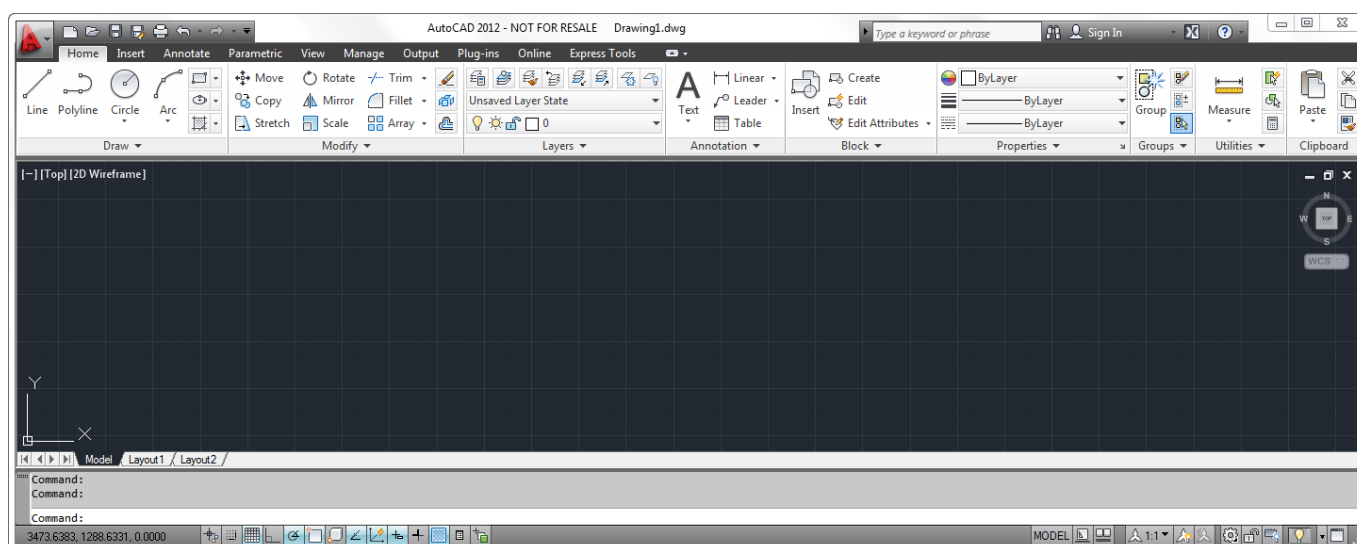 AutoCAD 2012 - NOT FOR RESALE Drawing1.dwg Type a keyword or phrase Sign In
Home Insert Annotate Parametric View Manage Output Plug-ins Online Express Tools
Move Rotate Trim Linear Create ByLayer
Line Polyline Circle Arc Copy Mirror Fillet Unsaved Layer State Text Leader Insert Edit ByLayer Group Measure Paste
Stretch Scale Array 0 Table Edit Attributes ByLayer
Draw Modify Layers Annotation Block Properties Groups Utilities Clipboard
[−] [Top] [2D Wireframe]
N
W TOP E
S
WCS
Y
X
Model Layout1 Layout2
Command:
Command:
Command:
3473.6383, 1288.6331, 0.0000 MODEL 1:1